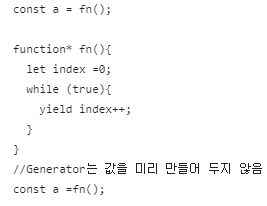 const a = fn();
function* fn(){
let index =0;
while (true){
yield index++;
}
}
//Generator는 값을 미리 만들어 두지 않음
const a =fn();